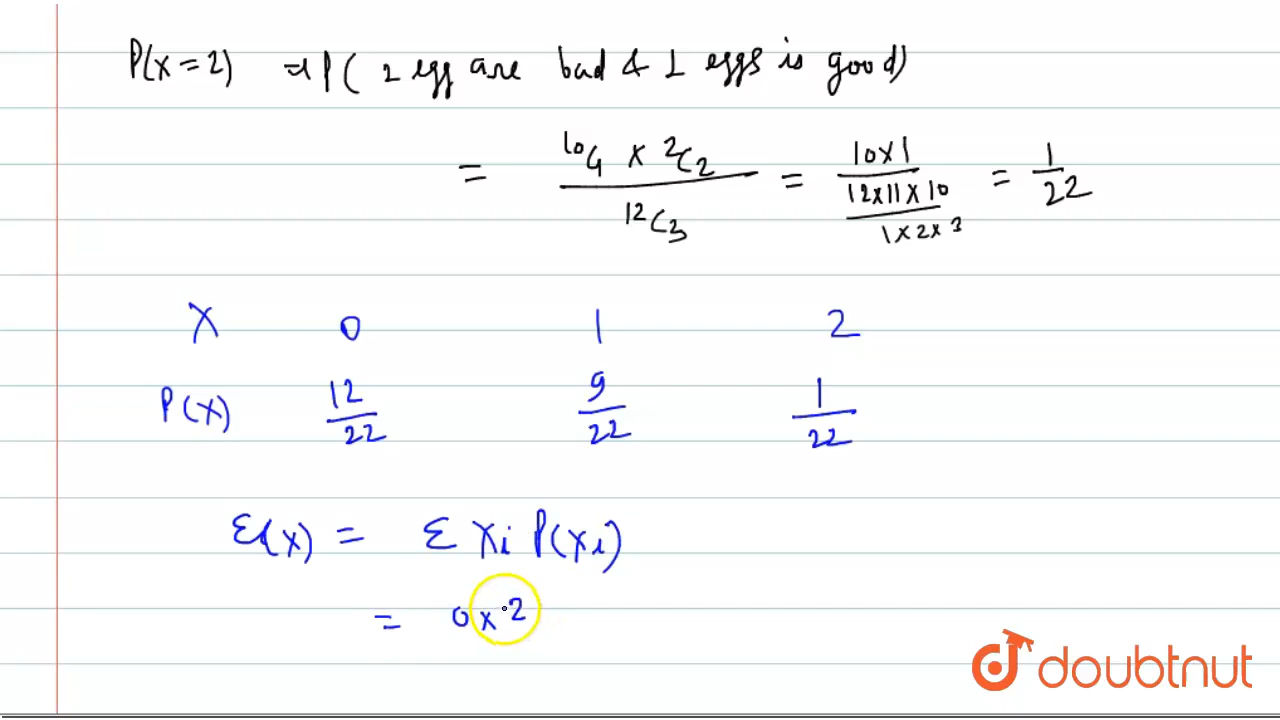 P(X = 2) ⇒ P( 2 egg are bad & 1 eggs is good)
= ¹⁰C₁ × ²C₂ / ¹²C₃ = 10×1 / (12×11×10 / 1×2×3) = 1/22
X 0 1 2
P(X) 12/22 9/22 1/22
Ɛ(X) = Σ Xi P(Xi)
= 0×2
doubtnut